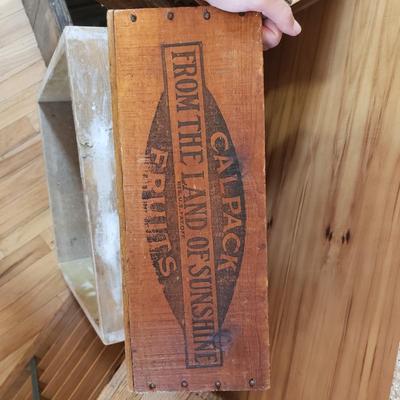 CALPACK
FROM THE LAND OF SUNSHINE
FRUITS